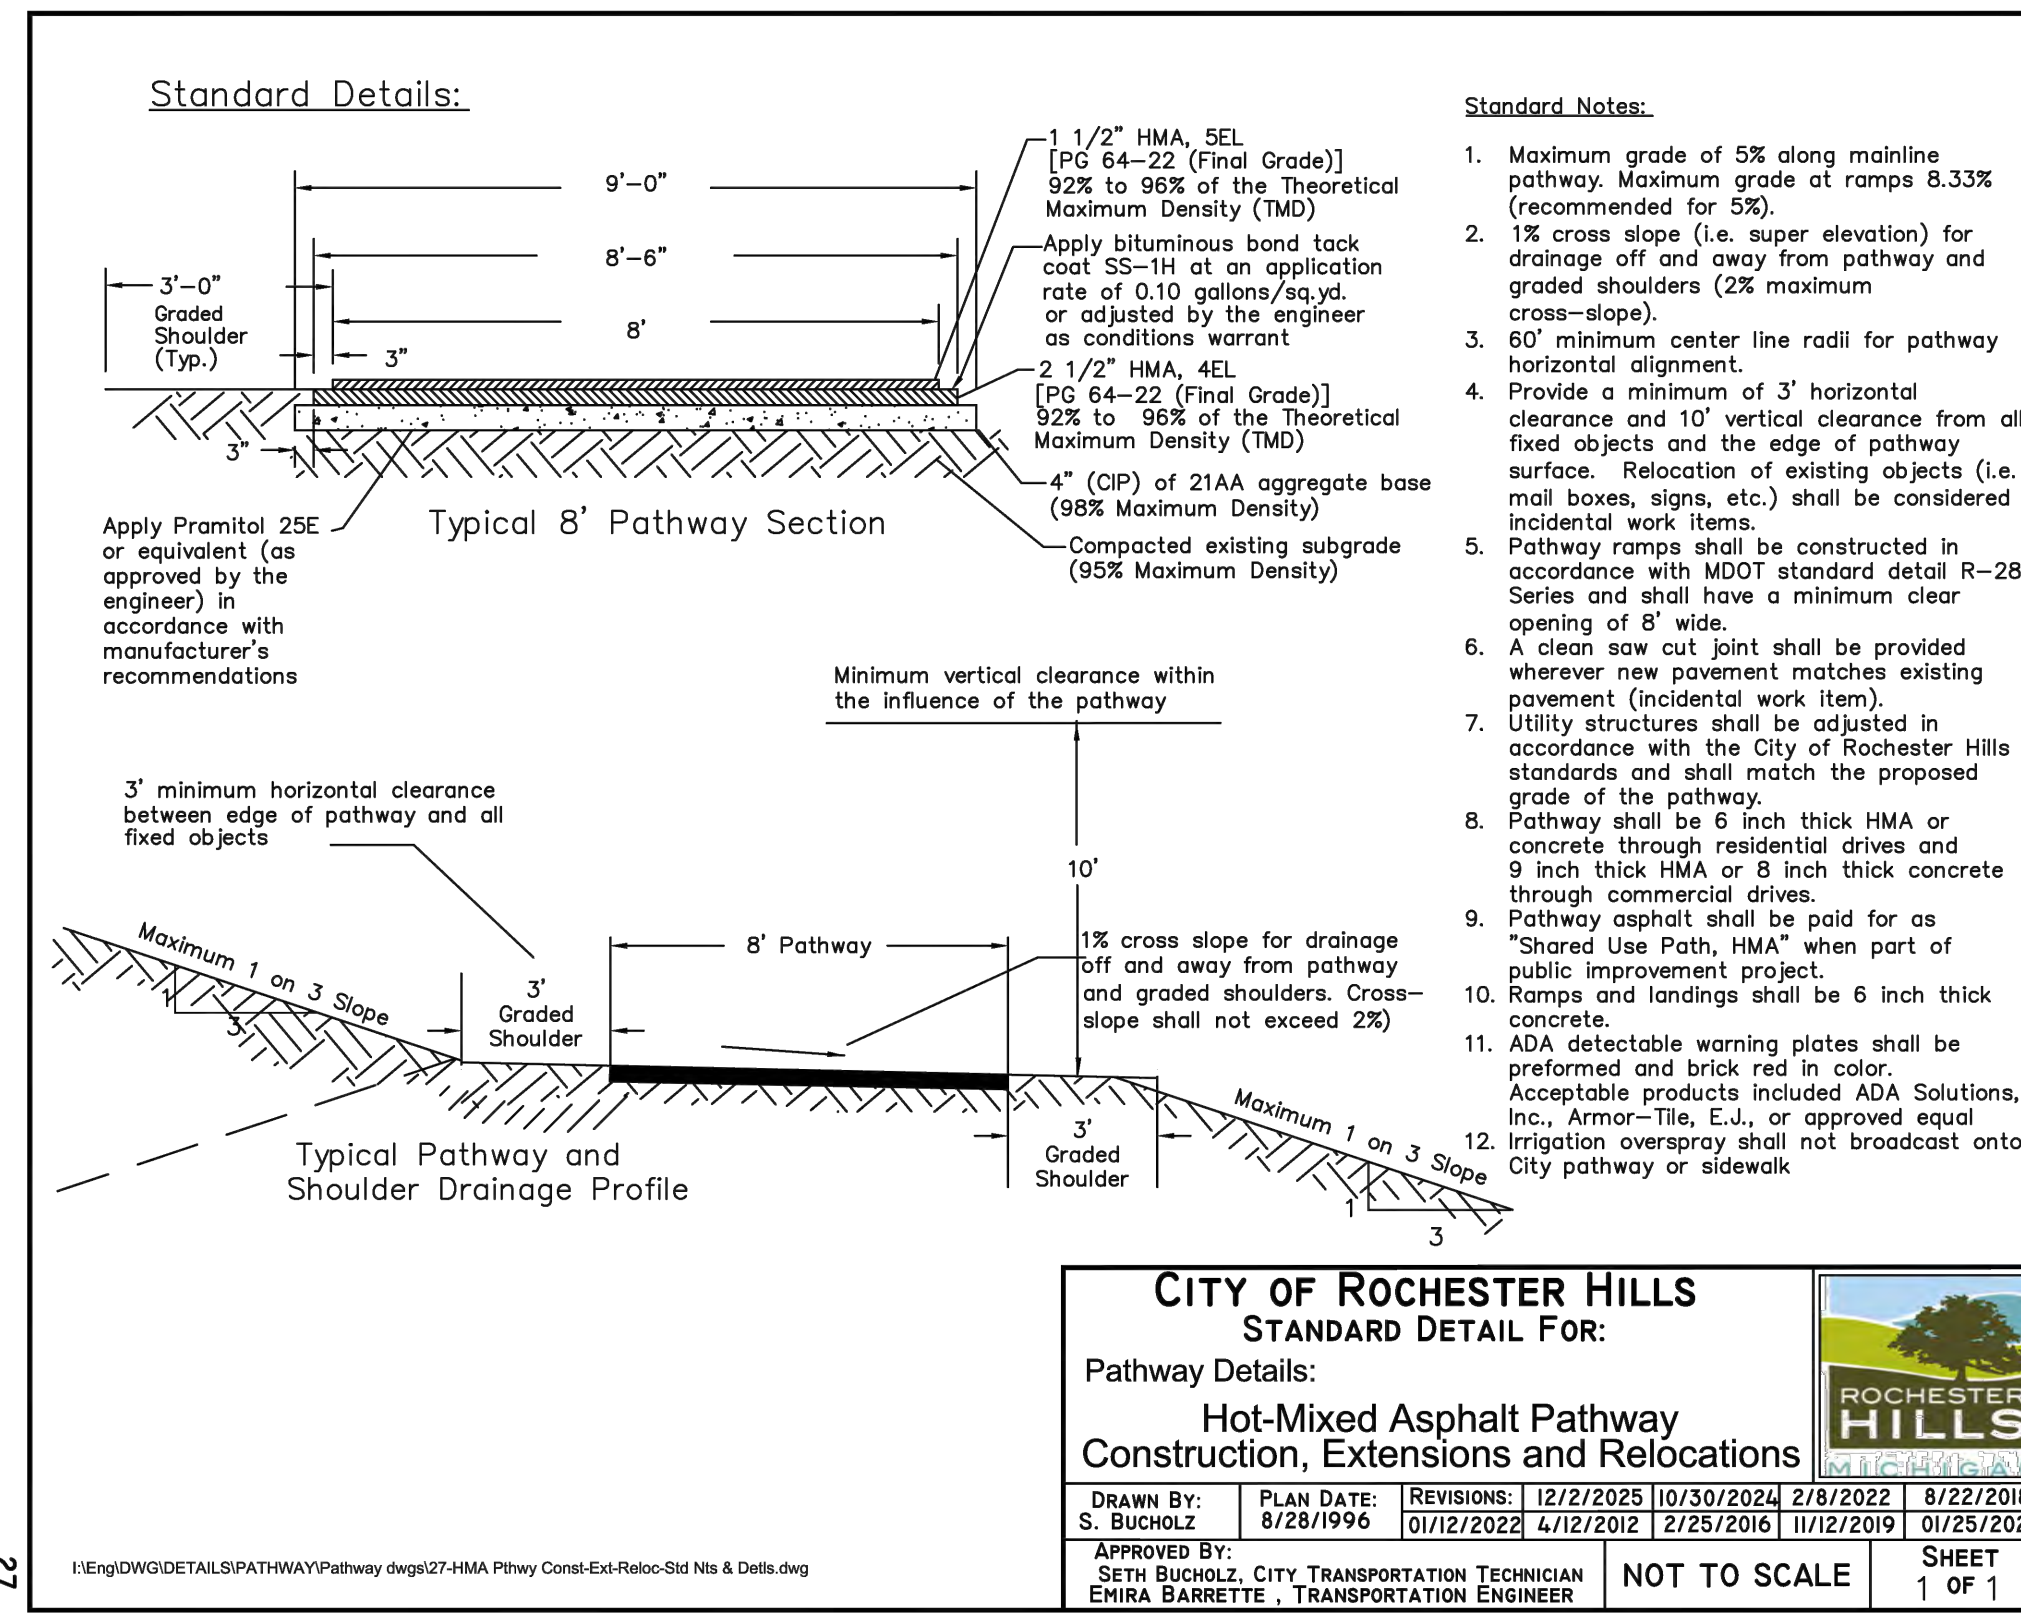 Standard Details:
9'-0"
8'-6"
3'-0"
Graded
Shoulder
(Typ.)
8'
3"
3"
1 1/2" HMA, 5EL
[PG 64-22 (Final Grade)]
92% to 96% of the Theoretical
Maximum Density (TMD)
Apply bituminous bond tack
coat SS-1H at an application
rate of 0.10 gallons/sq.yd.
or adjusted by the engineer
as conditions warrant
2 1/2" HMA, 4EL
[PG 64-22 (Final Grade)]
92% to 96% of the Theoretical
Maximum Density (TMD)
4" (CIP) of 21AA aggregate base
(98% Maximum Density)
Compacted existing subgrade
(95% Maximum Density)
Typical 8' Pathway Section
Apply Pramitol 25E
or equivalent (as
approved by the
engineer) in
accordance with
manufacturer's
recommendations
Minimum vertical clearance within
the influence of the pathway
3' minimum horizontal clearance
between edge of pathway and all
fixed objects
10'
8' Pathway
1% cross slope for drainage
off and away from pathway
and graded shoulders. Cross-
slope shall not exceed 2%)
Maximum 1 on 3 Slope
1
3
3'
Graded
Shoulder
3'
Graded
Shoulder
Maximum 1 on 3 Slope
1
3
Typical Pathway and
Shoulder Drainage Profile
Standard Notes:
1. Maximum grade of 5% along mainline
pathway. Maximum grade at ramps 8.33%
(recommended for 5%).
2. 1% cross slope (i.e. super elevation) for
drainage off and away from pathway and
graded shoulders (2% maximum
cross-slope).
3. 60' minimum center line radii for pathway
horizontal alignment.
4. Provide a minimum of 3' horizontal
clearance and 10' vertical clearance from all
fixed objects and the edge of pathway
surface. Relocation of existing objects (i.e.
mail boxes, signs, etc.) shall be considered
incidental work items.
5. Pathway ramps shall be constructed in
accordance with MDOT standard detail R-28
Series and shall have a minimum clear
opening of 8' wide.
6. A clean saw cut joint shall be provided
wherever new pavement matches existing
pavement (incidental work item).
7. Utility structures shall be adjusted in
accordance with the City of Rochester Hills
standards and shall match the proposed
grade of the pathway.
8. Pathway shall be 6 inch thick HMA or
concrete through residential drives and
9 inch thick HMA or 8 inch thick concrete
through commercial drives.
9. Pathway asphalt shall be paid for as
"Shared Use Path, HMA" when part of
public improvement project.
10. Ramps and landings shall be 6 inch thick
concrete.
11. ADA detectable warning plates shall be
preformed and brick red in color.
Acceptable products included ADA Solutions,
Inc., Armor-Tile, E.J., or approved equal
12. Irrigation overspray shall not broadcast onto
City pathway or sidewalk
CITY OF ROCHESTER HILLS
STANDARD DETAIL FOR:
Pathway Details:
Hot-Mixed Asphalt Pathway
Construction, Extensions and Relocations
ROCHESTER
HILLS
MICHIGA
DRAWN BY:
S. BUCHOLZ
PLAN DATE:
8/28/1996
REVISIONS: 12/2/2025 10/30/2024 2/8/2022 8/22/2018
01/12/2022 4/12/2012 2/25/2016 11/12/2019 01/25/202
APPROVED BY:
SETH BUCHOLZ, CITY TRANSPORTATION TECHNICIAN
EMIRA BARRETTE , TRANSPORTATION ENGINEER
NOT TO SCALE
SHEET
1 OF 1
I:\Eng\DWG\DETAILS\PATHWAY\Pathway dwgs\27-HMA Pthwy Const-Ext-Reloc-Std Nts & Detls.dwg
27